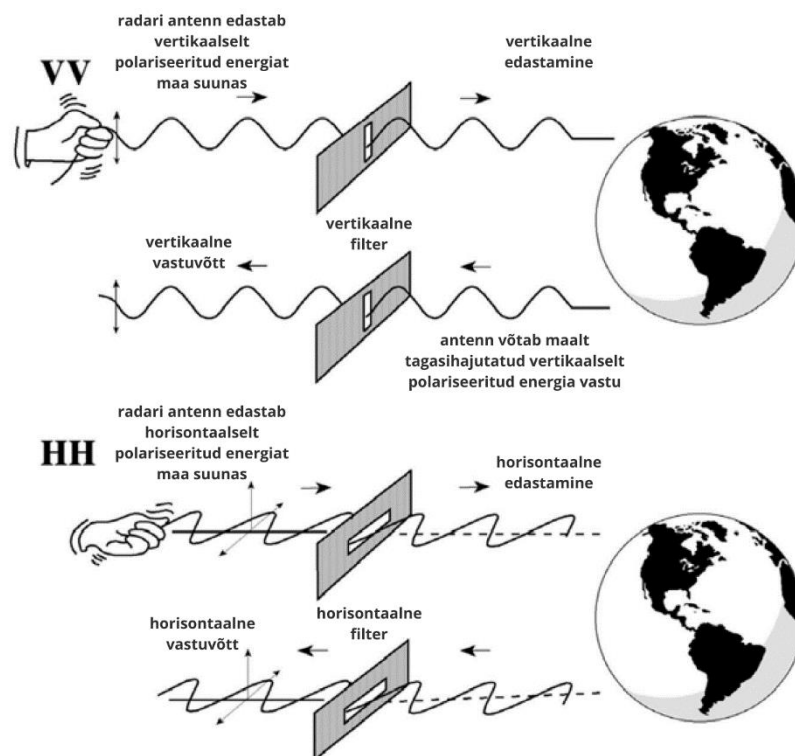 radari antenn edastab
vertikaalselt
polariseeritud energiat
maa suunas
vertikaalne
edastamine
VV
vertikaalne
vastuvõtt
vertikaalne
filter
antenn võtab maalt
tagasihajutatud vertikaalselt
polariseeritud energia vastu
radari antenn edastab
horisontaalselt
polariseeritud energiat
maa suunas
HH
horisontaalne
edastamine
horisontaalne
vastuvõtt
horisontaalne
filter